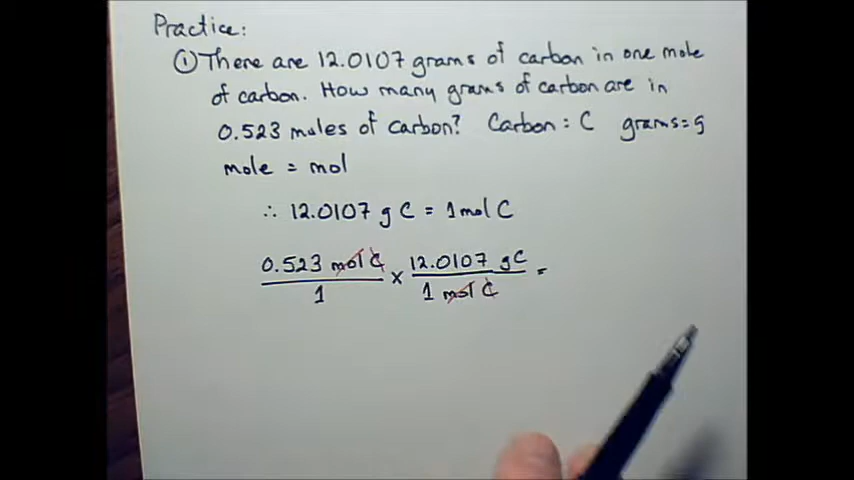 Practice:
① There are 12.0107 grams of carbon in one mole
of carbon. How many grams of carbon are in
0.523 moles of carbon? Carbon = C grams = g
mole = mol
∴ 12.0107 g C = 1 mol C
0.523 mol C / 1 × 12.0107 g C / 1 mol C =